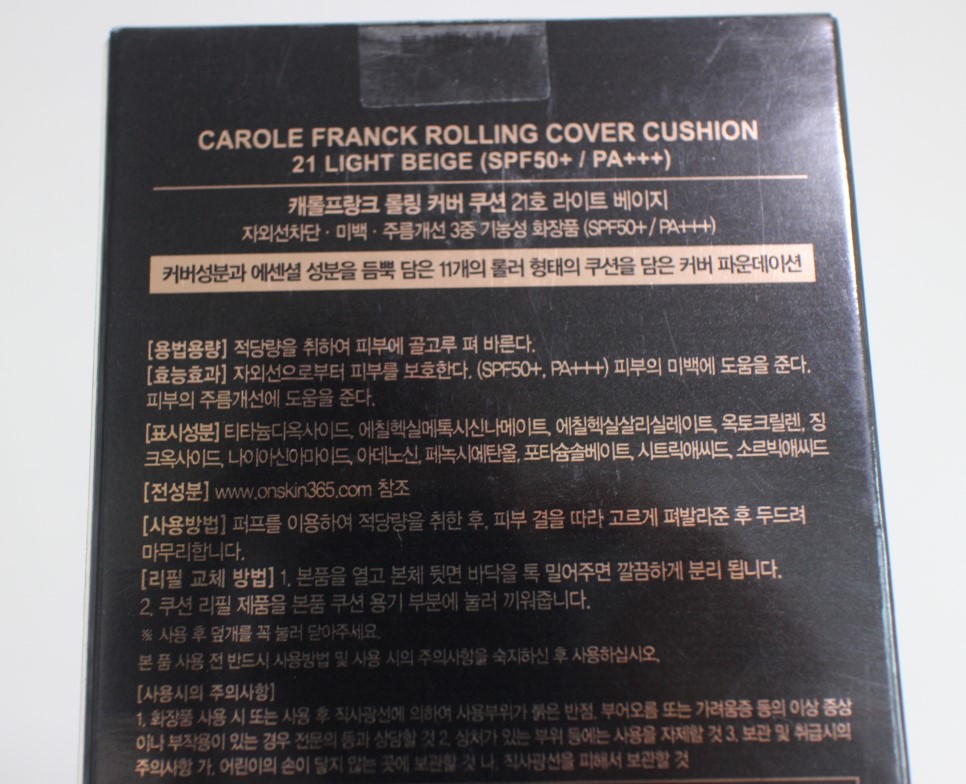 CAROLE FRANCK ROLLING COVER CUSHION
21 LIGHT BEIGE (SPF50+ / PA+++)
캐롤프랑크 롤링 커버 쿠션 21호 라이트 베이지
자외선차단 · 미백 · 주름개선 3중 기능성 화장품 (SPF50+ / PA+++)
커버성분과 에센셜 성분을 듬뿍 담은 11개의 롤러 형태의 쿠션을 담은 커버 파운데이션
[용법용량] 적당량을 취하여 피부에 골고루 펴 바른다.
[효능효과] 자외선으로부터 피부를 보호한다. (SPF50+, PA+++) 피부의 미백에 도움을 준다.
피부의 주름개선에 도움을 준다.
[표시성분] 티타늄디옥사이드, 에칠헥실메톡시신나메이트, 에칠헥실살리실레이트, 옥토크릴렌, 징
크옥사이드, 나이아신아마이드, 아데노신, 페녹시에탄올, 포타슘솔베이트, 시트릭애씨드, 소르빅애씨드
[전성분] www.onskin365.com 참조
[사용방법] 퍼프를 이용하여 적당량을 취한 후, 피부 결을 따라 고르게 펴발라준 후 두드려
마무리합니다.
[리필 교체 방법] 1. 본품을 열고 본체 뒷면 바닥을 톡 밀어주면 깔끔하게 분리 됩니다.
2. 쿠션 리필 제품을 본품 쿠션 용기 부분에 눌러 끼워줍니다.
※ 사용 후 덮개를 꼭 눌러 닫아주세요.
본 품 사용 전 반드시 사용방법 및 사용 시의 주의사항을 숙지하신 후 사용하십시오.
[사용시의 주의사항]
1. 화장품 사용 시 또는 사용 후 직사광선에 의하여 사용부위가 붉은 반점, 부어오름 또는 가려움증 등의 이상 증상
이나 부작용이 있는 경우 전문의 등과 상담할 것 2. 상처가 있는 부위 등에는 사용을 자제할 것 3. 보관 및 취급시의
주의사항 가. 어린이의 손이 닿지 않는 곳에 보관할 것 나. 직사광선을 피해서 보관할 것